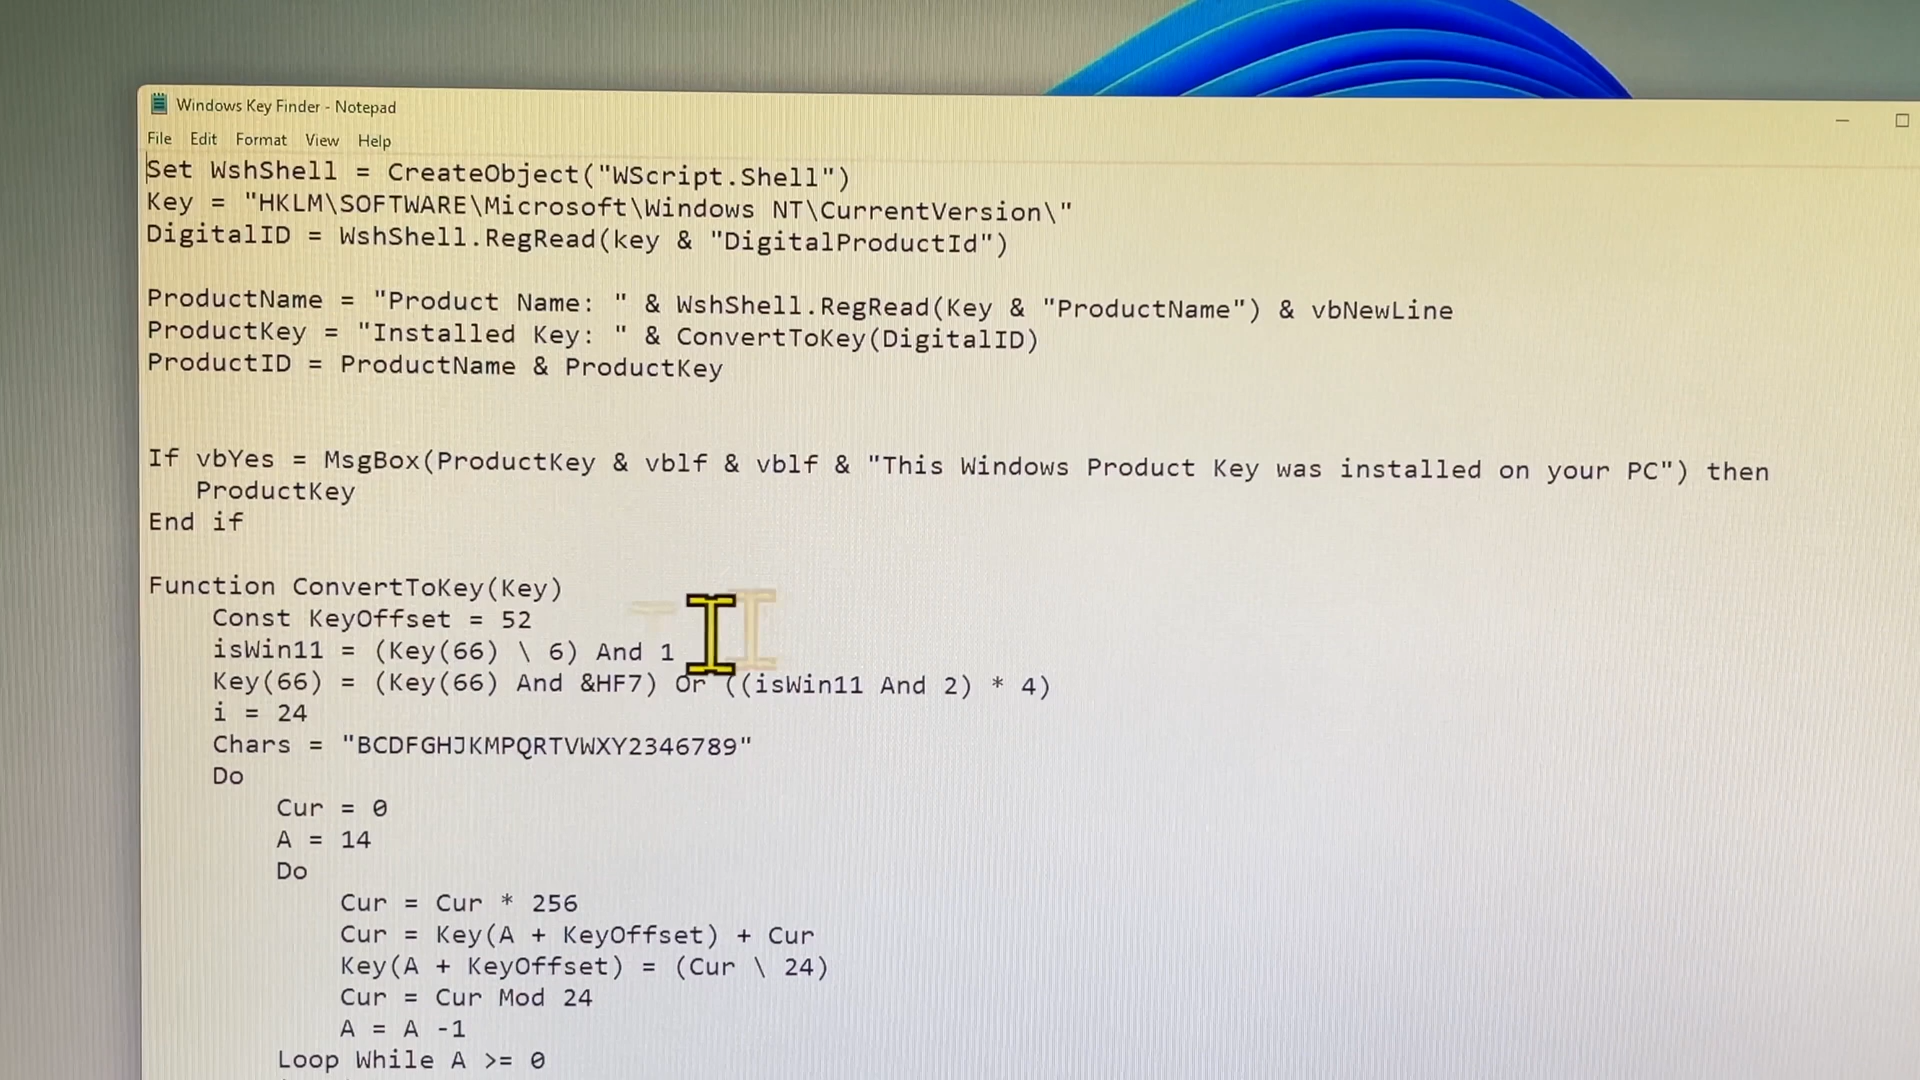 Windows Key Finder - Notepad
File Edit Format View Help
Set WshShell = CreateObject("WScript.Shell")
Key = "HKLM\SOFTWARE\Microsoft\Windows NT\CurrentVersion\"
DigitalID = WshShell.RegRead(key & "DigitalProductId")
ProductName = "Product Name: " & WshShell.RegRead(Key & "ProductName") & vbNewLine
ProductKey = "Installed Key: " & ConvertToKey(DigitalID)
ProductID = ProductName & ProductKey
If vbYes = MsgBox(ProductKey & vblf & vblf & "This Windows Product Key was installed on your PC") then
ProductKey
End if
Function ConvertToKey(Key)
Const KeyOffset = 52
isWin11 = (Key(66) \ 6) And 1
Key(66) = (Key(66) And &HF7) Or ((isWin11 And 2) * 4)
i = 24
Chars = "BCDFGHJKMPQRTVWXY2346789"
Do
Cur = 0
A = 14
Do
Cur = Cur * 256
Cur = Key(A + KeyOffset) + Cur
Key(A + KeyOffset) = (Cur \ 24)
Cur = Cur Mod 24
A = A -1
Loop While A >= 0